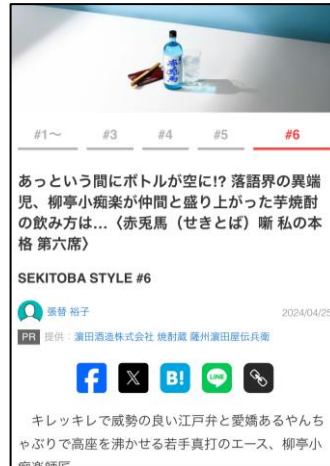 赤兎馬
#1～ #3 #4 #5 #6
あっという間にボトルが空に!? 落語界の異端
児、柳亭小痴楽が仲間と盛り上がった芋焼酎
の飲み方は…〈赤兎馬（せきとば）噺 私の本
格 第六席〉
SEKITOBA STYLE #6
張替 裕子 2024/04/25
PR 提供：濵田酒造株式会社 焼酎蔵 薩州濵田屋伝兵衛
B! LINE
キレッキレで威勢の良い江戸弁と愛嬌あるやんち
ゃぶりで高座を沸かせる若手真打のエース、柳亭小
痴楽師匠